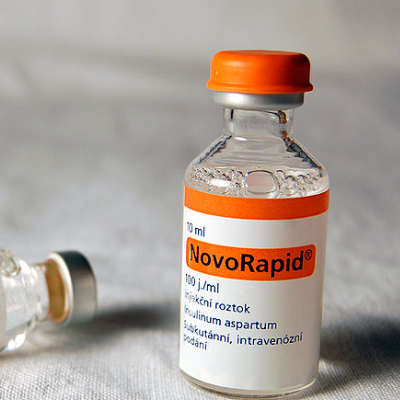 10 ml
NovoRapid®
100 j./ml
injekční roztok
Insulinum aspartum
Subkutánní, intravenózní
podání